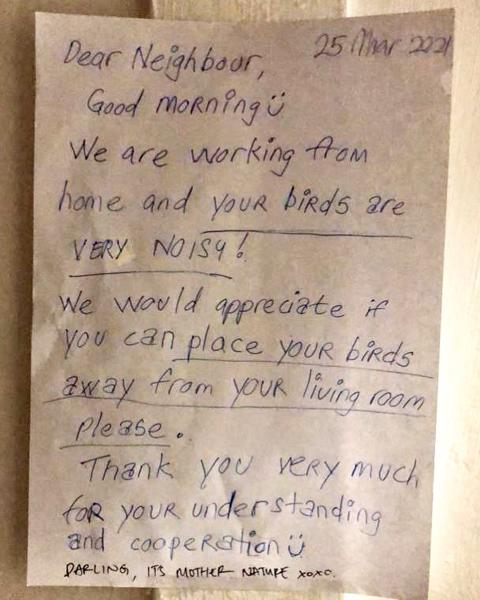 25 Mar 2021
Dear Neighbour,
Good morning ü
We are working from
home and your birds are
VERY NOISY!
We would appreciate if
you can place your birds
away from your living room
please.
Thank you very much
for your understanding
and cooperation ü
DARLING, ITS MOTHER NATURE xoxo.